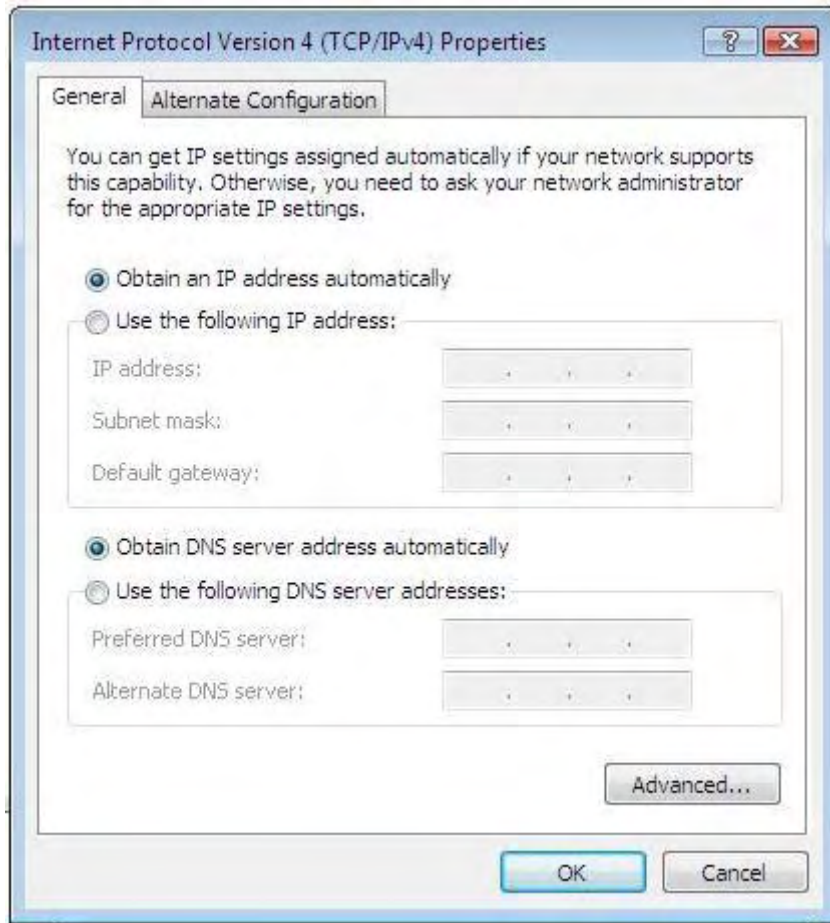 Internet Protocol Version 4 (TCP/IPv4) Properties
General
Alternate Configuration
You can get IP settings assigned automatically if your network supports
this capability. Otherwise, you need to ask your network administrator
for the appropriate IP settings.
Obtain an IP address automatically
Use the following IP address:
IP address:
Subnet mask:
Default gateway:
Obtain DNS server address automatically
Use the following DNS server addresses:
Preferred DNS server:
Alternate DNS server:
Advanced...
OK
Cancel